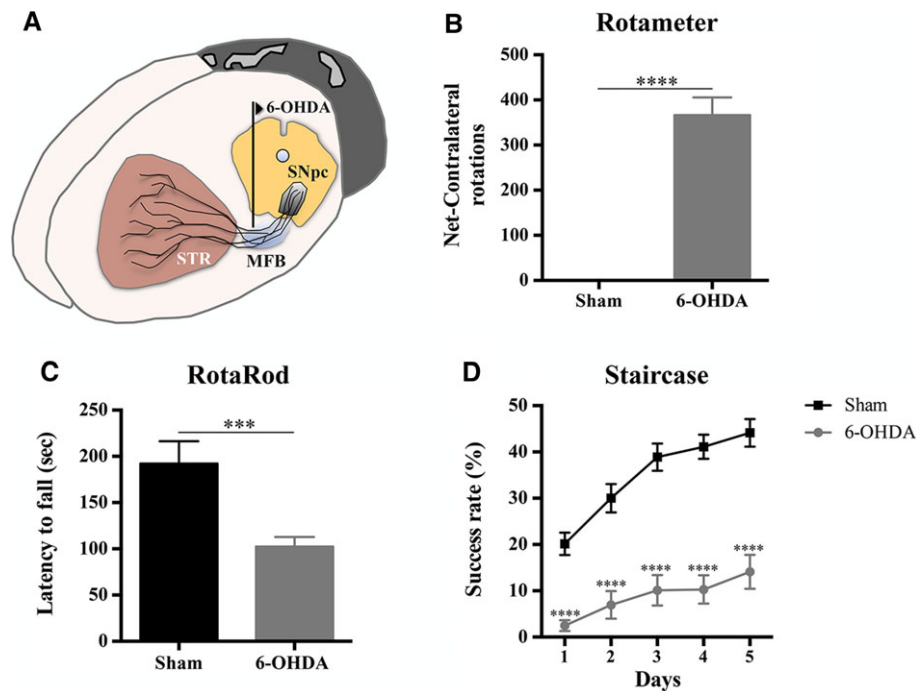 A
6-OHDA
SNpc
STR
MFB
B
Rotameter
Net-Contralateral
rotations
500
400
300
200
100
0
****
Sham
6-OHDA
C
RotaRod
Latency to fall (sec)
250
200
150
100
50
0
***
Sham
6-OHDA
D
Staircase
Success rate (%)
50
40
30
20
10
0
**** **** **** **** ****
1 2 3 4 5
Days
Sham
6-OHDA